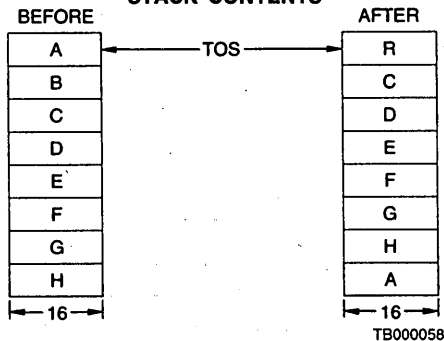 STACK CONTENTS
BEFORE
AFTER
TOS
A
R
B
C
C
D
D
E
E
F
F
G
G
H
H
A
16
16
TB000058